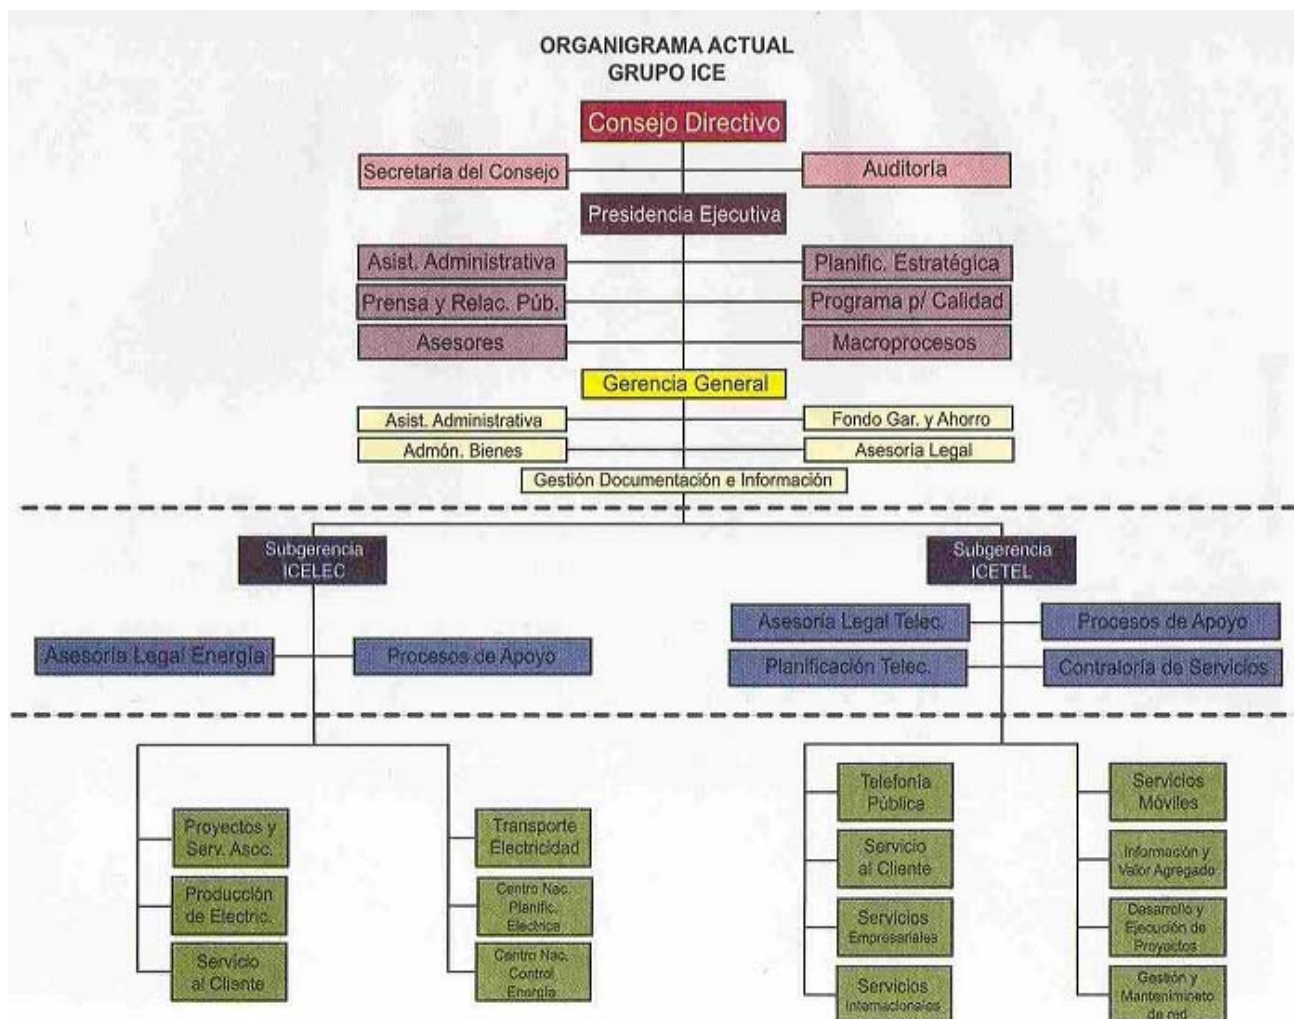 ORGANIGRAMA ACTUAL
GRUPO ICE
Consejo Directivo
Secretaría del Consejo
Auditoría
Presidencia Ejecutiva
Asist. Administrativa
Planific. Estratégica
Prensa y Relac. Púb.
Programa p/ Calidad
Asesores
Macroprocesos
Gerencia General
Asist. Administrativa
Fondo Gar. y Ahorro
Admón. Bienes
Asesoría Legal
Gestión Documentación e Información
Subgerencia
ICELEC
Subgerencia
ICETEL
Asesoría Legal Energía
Procesos de Apoyo
Asesoría Legal Telec.
Procesos de Apoyo
Planificación Telec.
Contraloría de Servicios
Proyectos y
Serv. Asoc.
Producción
de Electric.
Servicio
al Cliente
Transporte
Electricidad
Centro Nac.
Planific.
Electrica
Centro Nac.
Control
Energía
Telefonía
Pública
Servicio
al Cliente
Servicios
Empresariales
Servicios
Internacionales
Servicios
Móviles
Información y
Valor Agregado
Desarrollo y
Ejecución de
Proyectos
Gestión y
Mantenimineto
de red